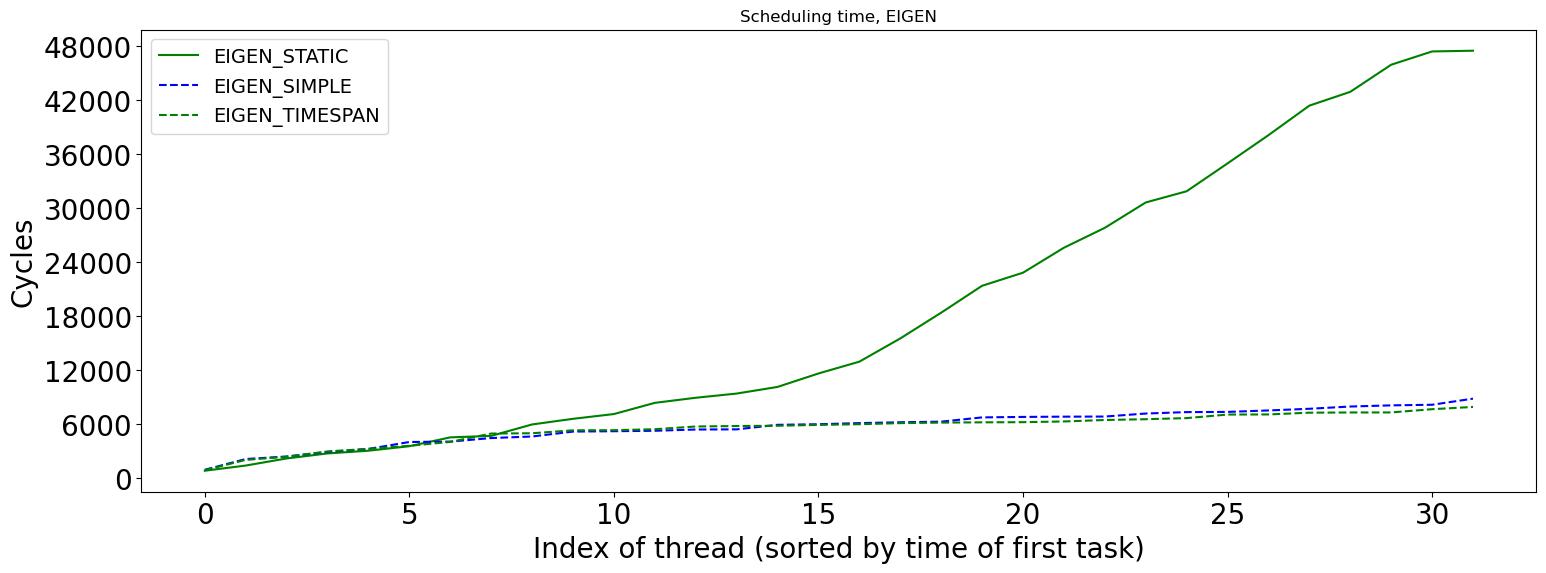 Scheduling time, EIGEN
EIGEN_STATIC
EIGEN_SIMPLE
EIGEN_TIMESPAN
48000
42000
36000
30000
24000
18000
12000
6000
0
Cycles
0 5 10 15 20 25 30
Index of thread (sorted by time of first task)